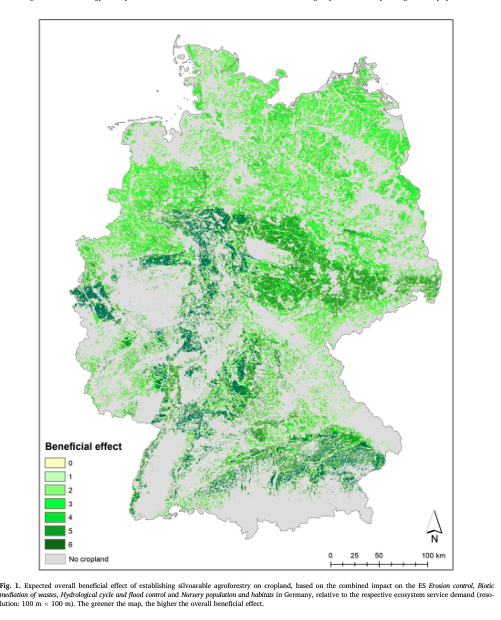 Beneficial effect
0
1
2
3
4
5
6
No cropland
N
0 25 50 100 km
Fig. 1. Expected overall beneficial effect of establishing silvoarable agroforestry on cropland, based on the combined impact on the ES Erosion control, Biotic
mediation of wastes, Hydrological cycle and flood control and Nursery population and habitats in Germany, relative to the respective ecosystem service demand (reso-
lution: 100 m × 100 m). The greener the map, the higher the overall beneficial effect.